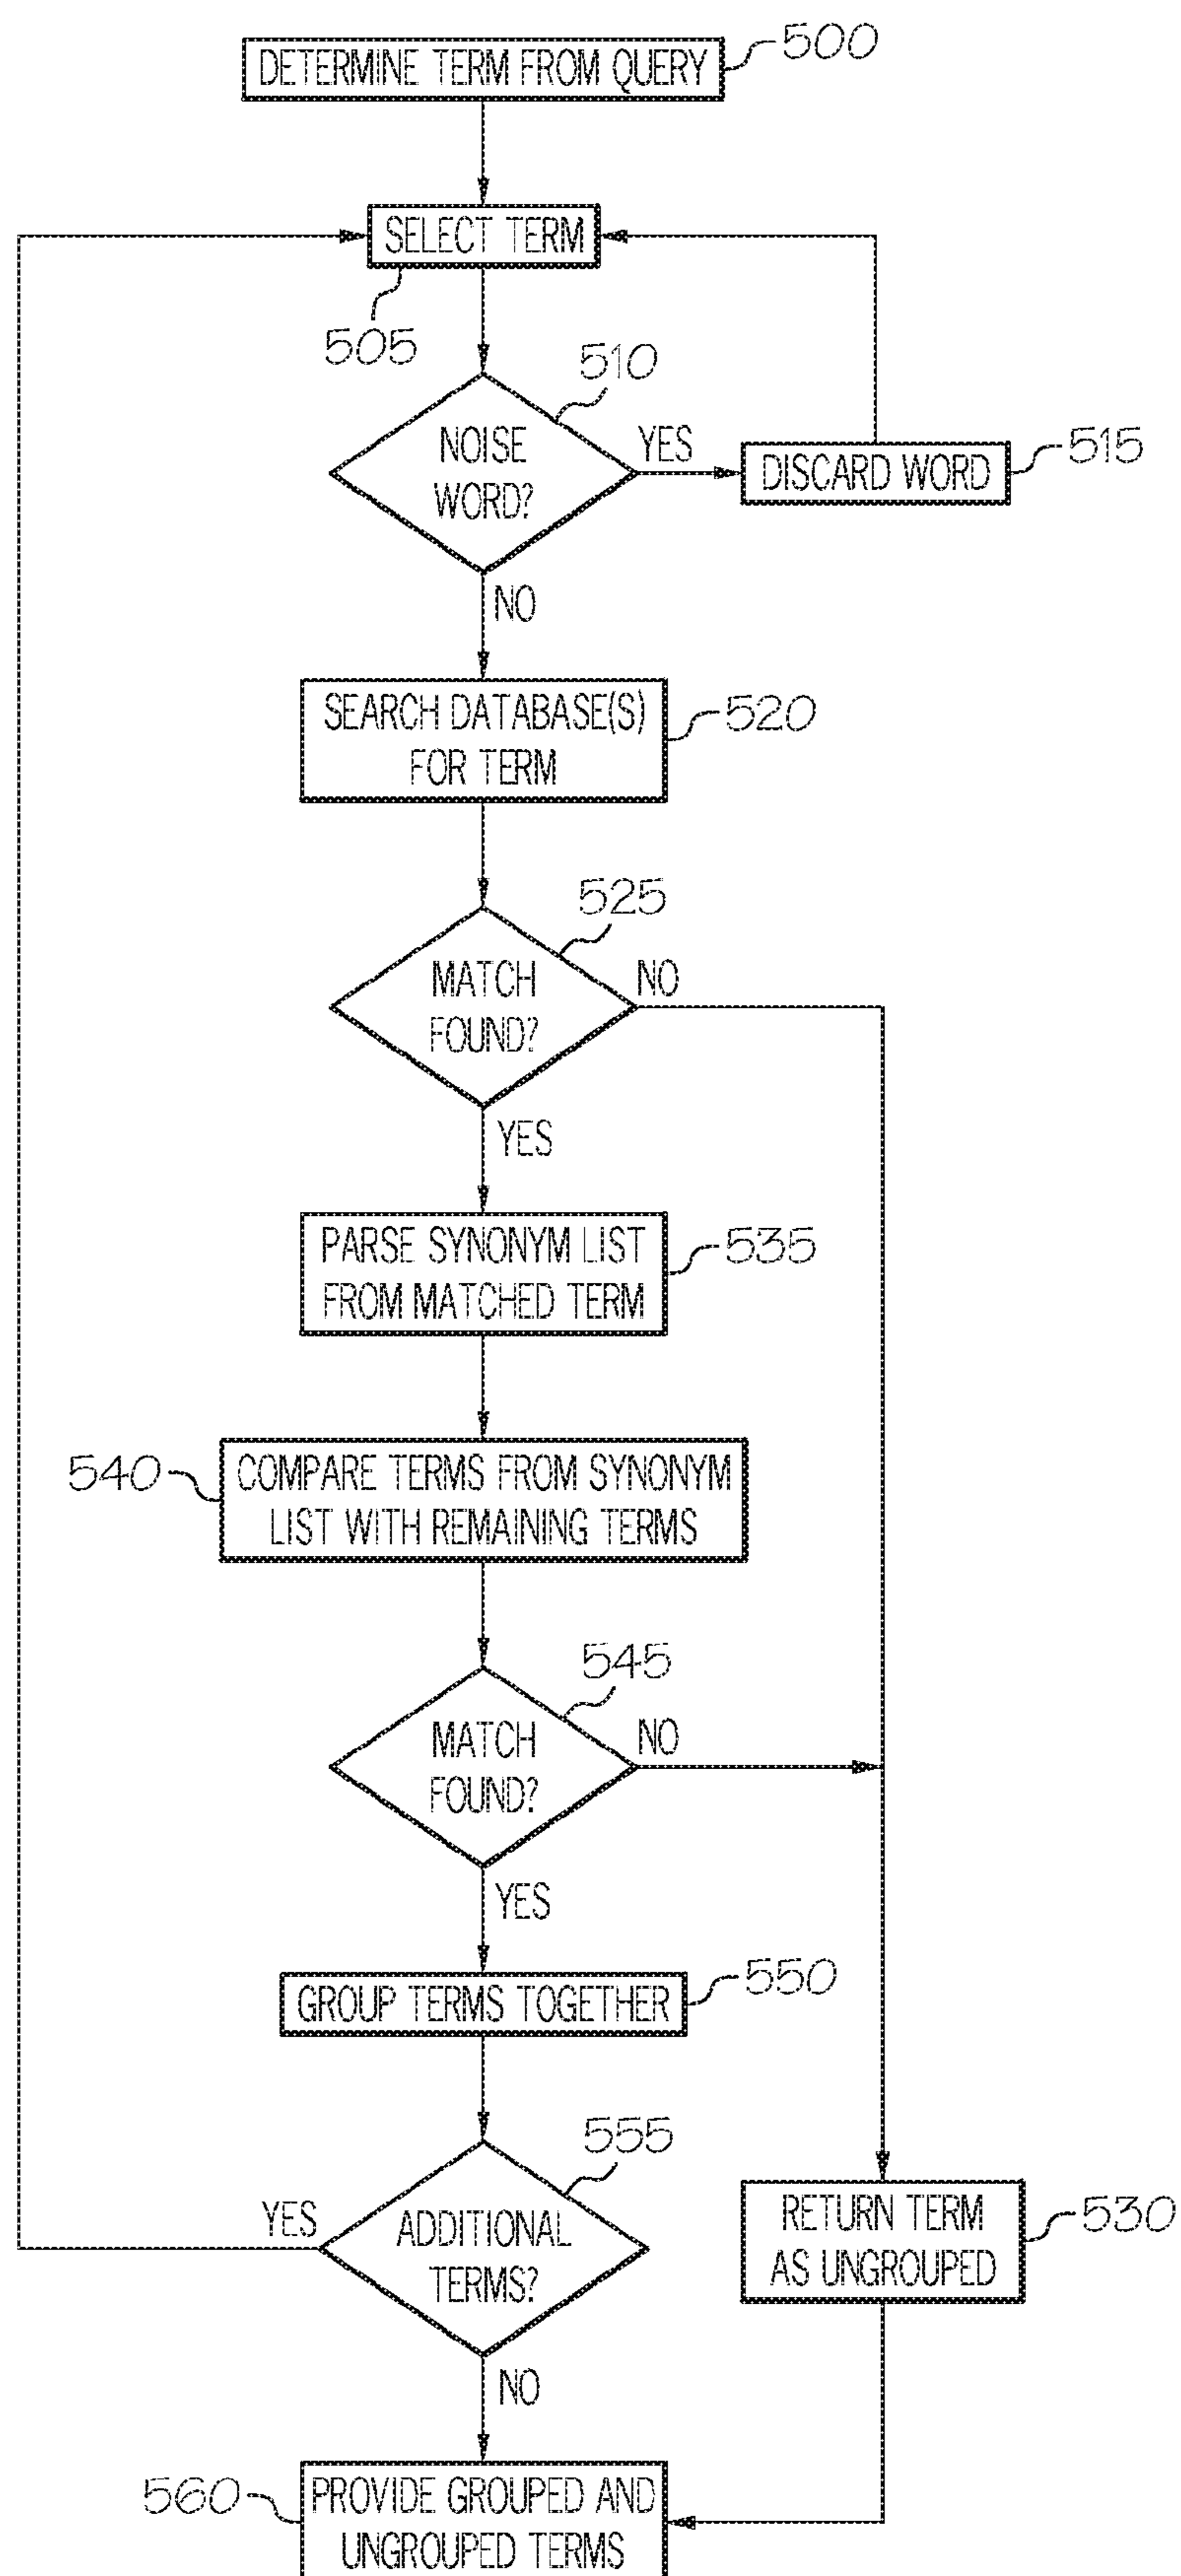 DETERMINE TERM FROM QUERY
500
SELECT TERM
505
510
NOISE
WORD?
YES
DISCARD WORD
515
NO
SEARCH DATABASE(S)
FOR TERM
520
525
MATCH
FOUND?
NO
YES
PARSE SYNONYM LIST
FROM MATCHED TERM
535
540
COMPARE TERMS FROM SYNONYM
LIST WITH REMAINING TERMS
545
MATCH
FOUND?
NO
YES
GROUP TERMS TOGETHER
550
555
YES
ADDITIONAL
TERMS?
RETURN TERM
AS UNGROUPED
530
NO
560
PROVIDE GROUPED AND
UNGROUPED TERMS